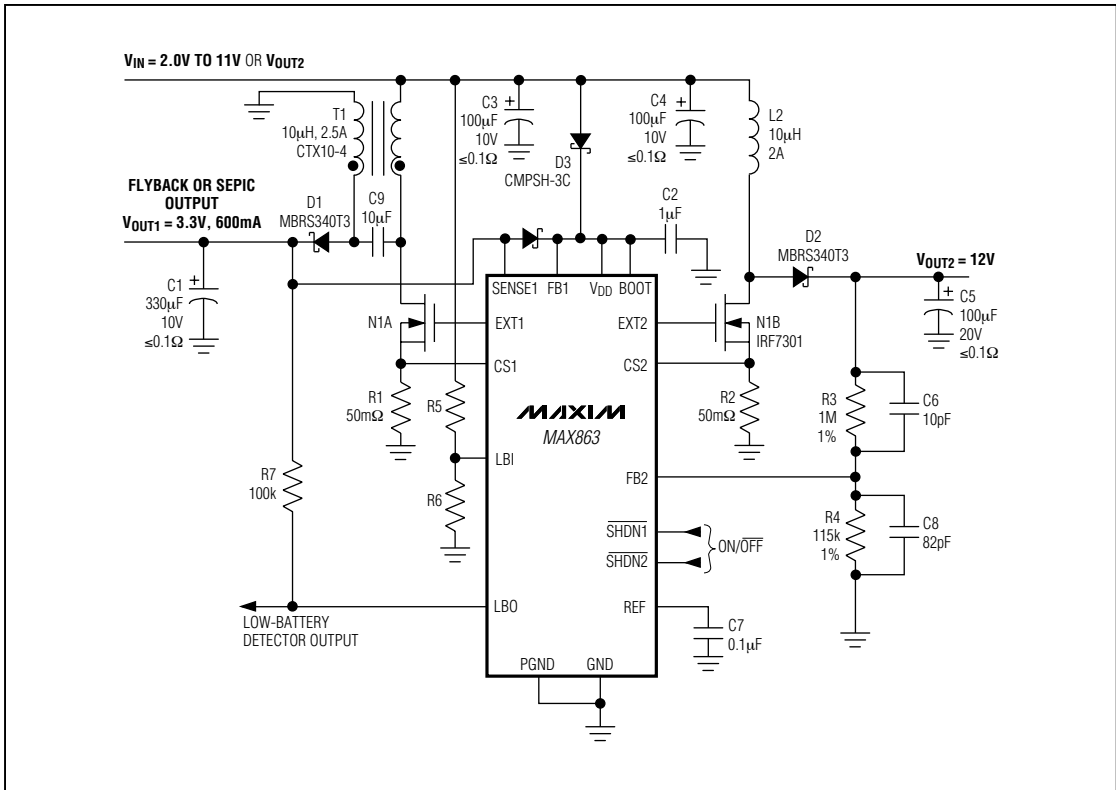 VIN = 2.0V TO 11V OR VOUT2
T1
10μH, 2.5A
CTX10-4
C3
100μF
10V
≤0.1Ω
+
D3
CMPSH-3C
C4
100μF
10V
≤0.1Ω
+
L2
10μH
2A
FLYBACK OR SEPIC
OUTPUT
VOUT1 = 3.3V, 600mA
D1
MBRS340T3
C9
10μF
C2
1μF
D2
MBRS340T3
VOUT2 = 12V
C1
330μF
10V
≤0.1Ω
+
SENSE1
FB1
VDD
BOOT
N1A
EXT1
EXT2
N1B
IRF7301
C5
100μF
20V
≤0.1Ω
+
CS1
CS2
R1
50mΩ
R5
MAXIM
MAX863
R2
50mΩ
R3
1M
1%
C6
10pF
R7
100k
LBI
R6
FB2
R4
115k
1%
C8
82pF
SHDN1
SHDN2
ON/OFF
LBO
REF
LOW-BATTERY
DETECTOR OUTPUT
C7
0.1μF
PGND
GND